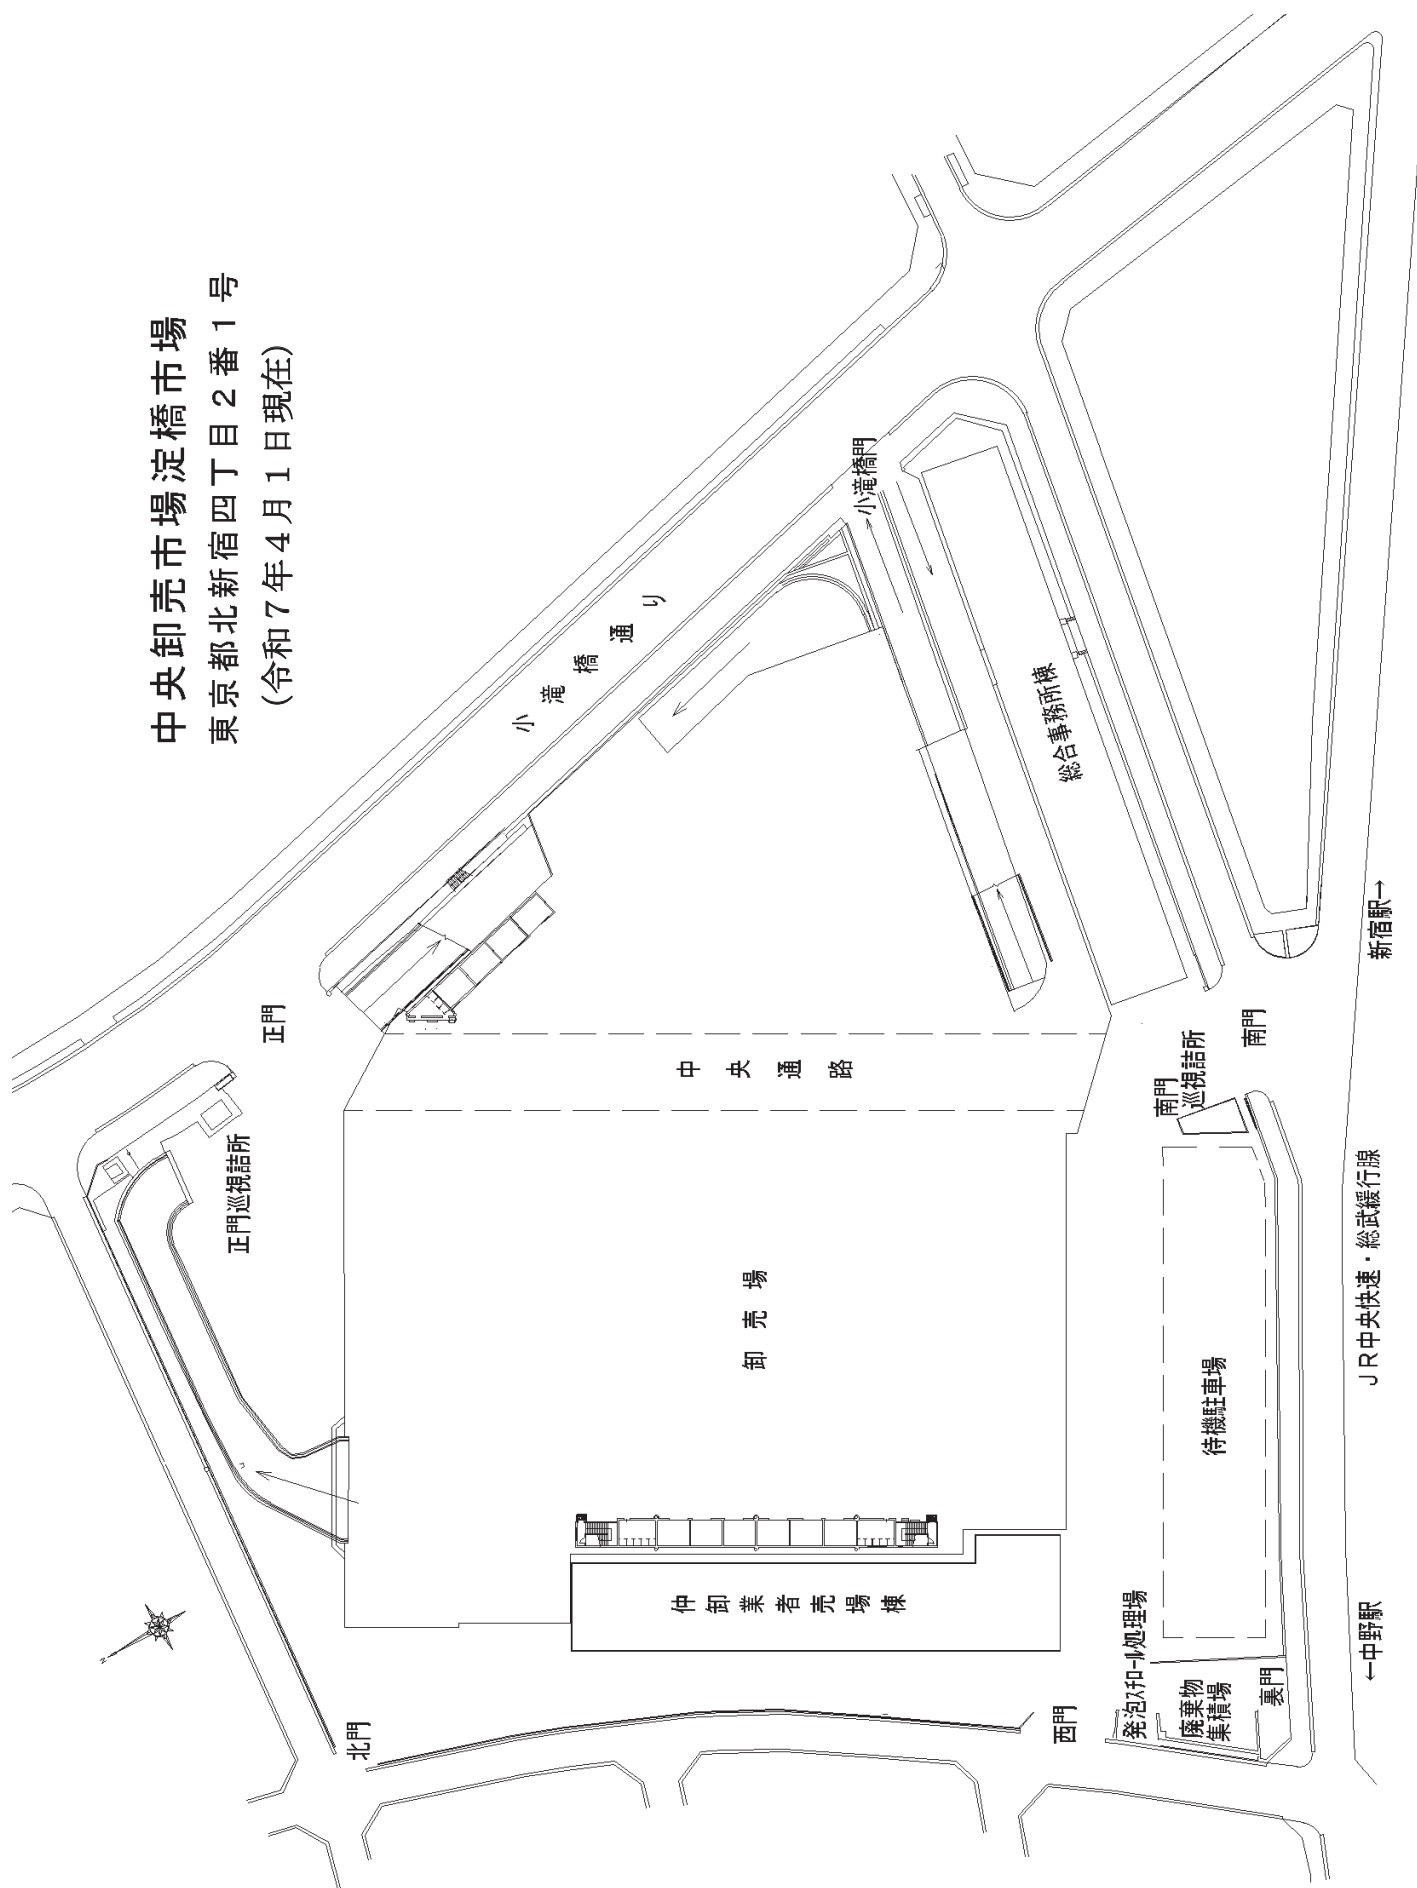 中央卸売市場淀橋市場
東京都北新宿四丁目２番１号
(令和７年４月１日現在)
小滝橋通り
小滝橋門
総合事務所棟
正門
中央通路
正門巡視詰所
南門
南門
巡視詰所
卸売場
待機駐車場
仲卸業者売場棟
発泡ｽﾁﾛｰﾙ処理場
廃棄物
集積場
裏門
西門
北門
N
新宿駅→
ＪＲ中央快速・総武緩行線
←中野駅